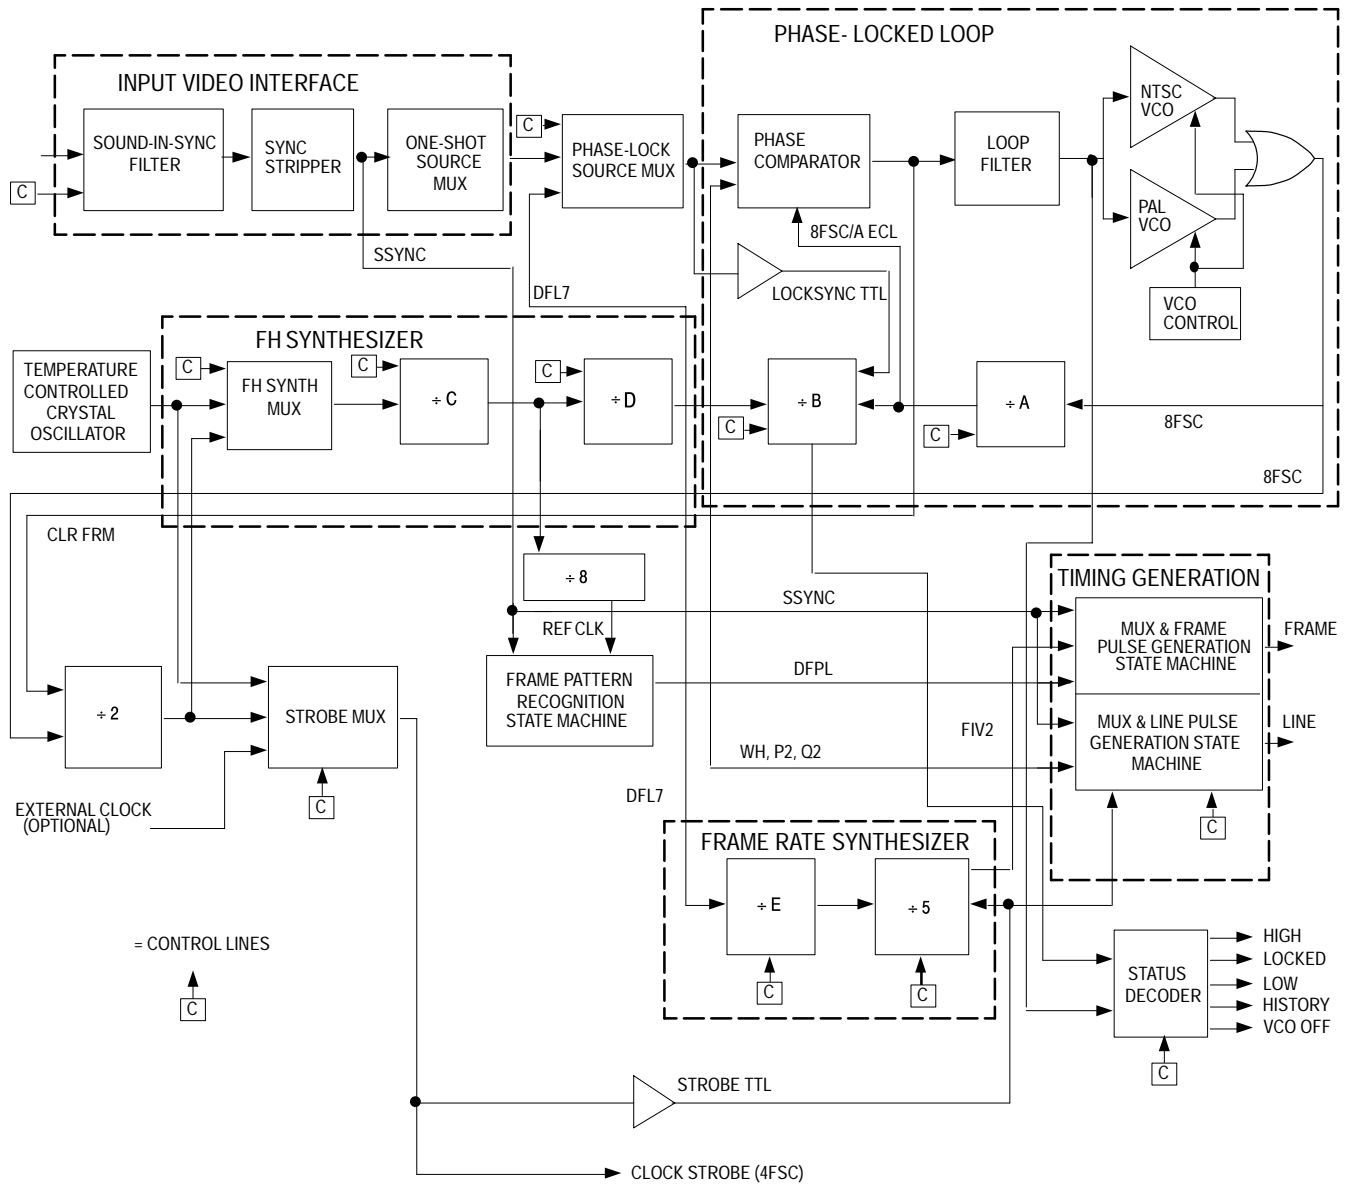 PHASE- LOCKED LOOP
INPUT VIDEO INTERFACE
SOUND-IN-SYNC
FILTER
SYNC
STRIPPER
ONE-SHOT
SOURCE
MUX
C
C
PHASE-LOCK
SOURCE MUX
PHASE
COMPARATOR
LOOP
FILTER
NTSC
VCO
PAL
VCO
8FSC/A ECL
SSYNC
DFL7
LOCKSYNC TTL
VCO
CONTROL
FH SYNTHESIZER
TEMPERATURE
CONTROLLED
CRYSTAL
OSCILLATOR
C
FH SYNTH
MUX
C
÷ C
C
÷ D
C
÷ B
C
÷ A
8FSC
8FSC
CLR FRM
÷ 8
REF CLK
SSYNC
TIMING GENERATION
MUX & FRAME
PULSE GENERATION
STATE MACHINE
FRAME
FRAME PATTERN
RECOGNITION
STATE MACHINE
DFPL
÷ 2
STROBE MUX
MUX & LINE PULSE
GENERATION STATE
MACHINE
LINE
FIV2
WH, P2, Q2
C
EXTERNAL CLOCK
(OPTIONAL)
DFL7
C
FRAME RATE SYNTHESIZER
÷ E
÷ 5
C
C
= CONTROL LINES
C
STATUS
DECODER
HIGH
LOCKED
LOW
HISTORY
VCO OFF
C
STROBE TTL
CLOCK STROBE (4FSC)